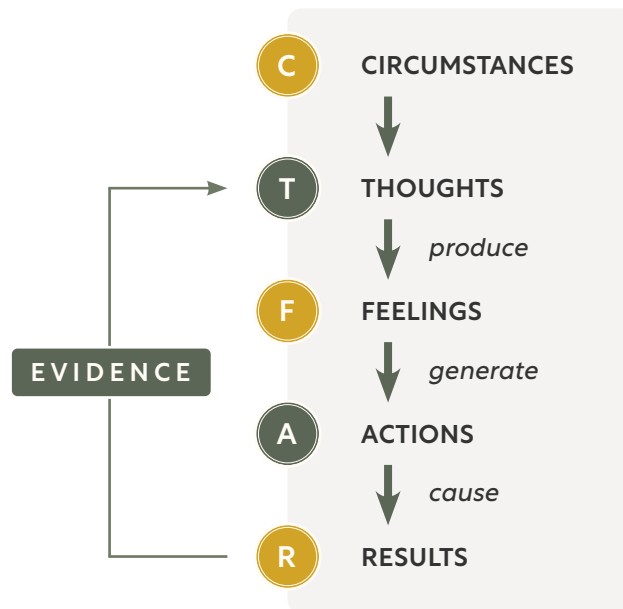 C CIRCUMSTANCES
T THOUGHTS
produce
F FEELINGS
EVIDENCE
generate
A ACTIONS
cause
R RESULTS